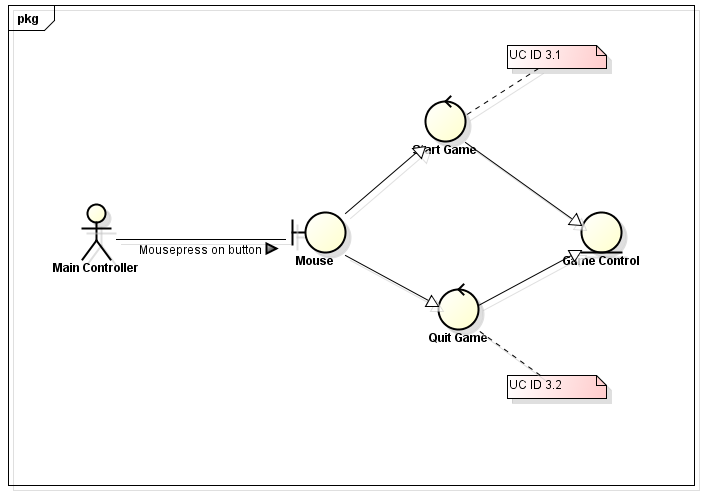 pkg
UC ID 3.1
Start Game
Mousepress on button
Main Controller
Mouse
Game Control
Quit Game
UC ID 3.2